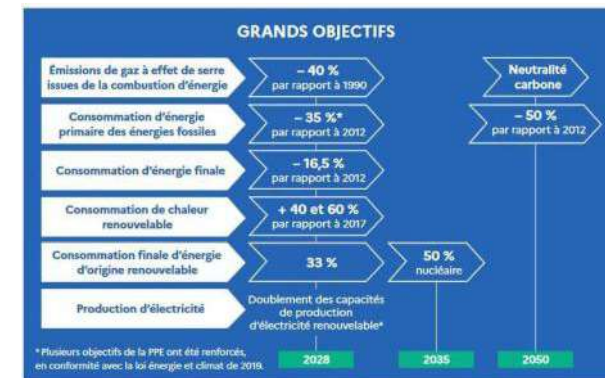 GRANDS OBJECTIFS
Émissions de gaz à effet de serre
issues de la combustion d'énergie
– 40 %
par rapport à 1990
Neutralité
carbone
Consommation d'énergie
primaire des énergies fossiles
– 35 %*
par rapport à 2012
– 50 %
par rapport à 2012
Consommation d'énergie finale
– 16,5 %
par rapport à 2012
Consommation de chaleur
renouvelable
+ 40 et 60 %
par rapport à 2017
Consommation finale d'énergie
d'origine renouvelable
33 %
50 %
nucléaire
Production d'électricité
Doublement des capacités
de production
d'électricité renouvelable*
* Plusieurs objectifs de la PPE ont été renforcés,
en conformité avec la loi énergie et climat de 2019.
2028
2035
2050